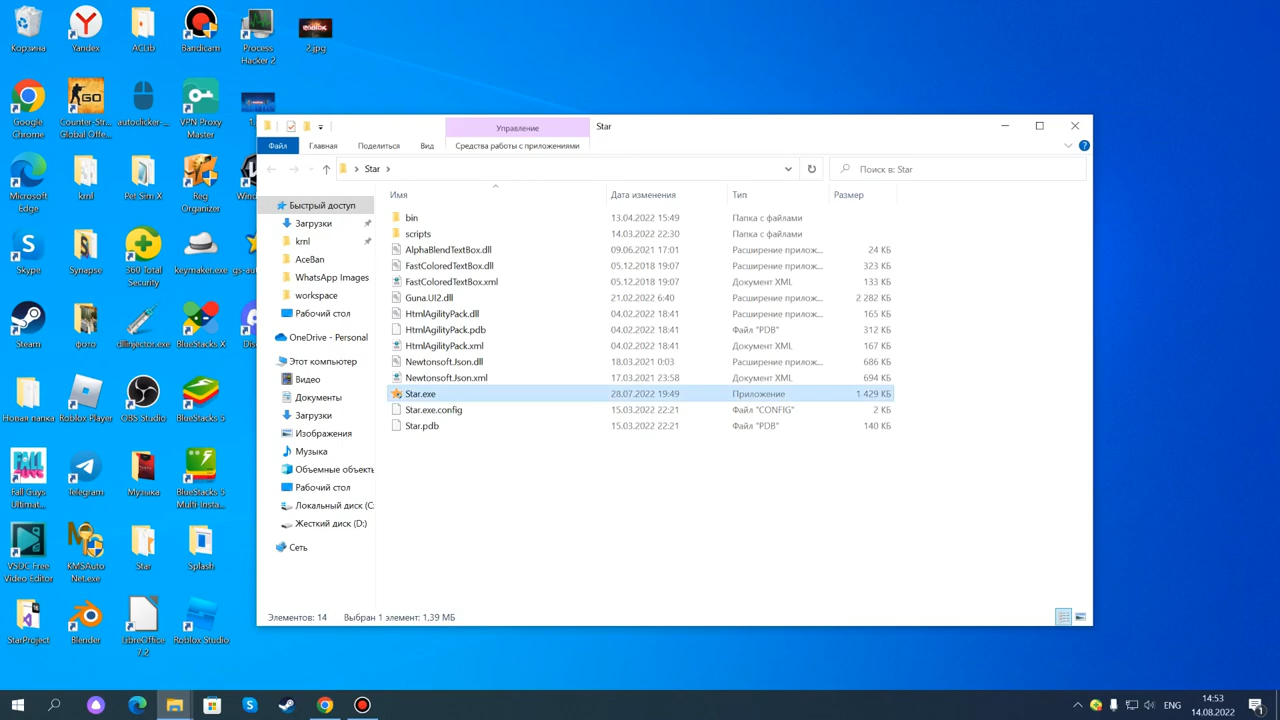 Корзина
Yandex
ACLib
Bandicam
Process
Hacker 2
2.jpg
Google
Chrome
Counter-Str...
Global Offe...
autoclicker-...
VPN Proxy
Master
Microsoft
Edge
krnl
Pet Sim X
Reg
Organizer
Skype
Synapse
360 Total
Security
keymaker.exe
Steam
фото
dllinjector.exe
BlueStacks X
Новая папка
Roblox Player
OBS Studio
BlueStacks 5
Fall Guys
Ultimat...
Telegram
Музыка
BlueStacks 5
Multi-Insta...
VSDC Free
Video Editor
KMSAuto
Net.exe
Star
Splash
StarProject
Blender
LibreOffice
7.2
Roblox Studio
Управление
Star
Файл
Главная
Поделиться
Вид
Средства работы с приложениями
Star
Поиск в: Star
Быстрый доступ
Загрузки
krnl
AceBan
WhatsApp Images
workspace
Рабочий стол
OneDrive - Personal
Этот компьютер
Видео
Документы
Загрузки
Изображения
Музыка
Объемные объекть
Рабочий стол
Локальный диск (C:
Жесткий диск (D:)
Сеть
Имя Дата изменения Тип Размер
bin 13.04.2022 15:49 Папка с файлами
scripts 14.03.2022 22:30 Папка с файлами
AlphaBlendTextBox.dll 09.06.2021 17:01 Расширение прилож... 24 КБ
FastColoredTextBox.dll 05.12.2018 19:07 Расширение прилож... 323 КБ
FastColoredTextBox.xml 05.12.2018 19:07 Документ XML 133 КБ
Guna.UI2.dll 21.02.2022 6:40 Расширение прилож... 2 282 КБ
HtmlAgilityPack.dll 04.02.2022 18:41 Расширение прилож... 165 КБ
HtmlAgilityPack.pdb 04.02.2022 18:41 Файл "PDB" 312 КБ
HtmlAgilityPack.xml 04.02.2022 18:41 Документ XML 167 КБ
Newtonsoft.Json.dll 18.03.2021 0:03 Расширение прилож... 686 КБ
Newtonsoft.Json.xml 17.03.2021 23:58 Документ XML 694 КБ
Star.exe 28.07.2022 19:49 Приложение 1 429 КБ
Star.exe.config 15.03.2022 22:21 Файл "CONFIG" 2 КБ
Star.pdb 15.03.2022 22:21 Файл "PDB" 140 КБ
Элементов: 14 Выбран 1 элемент: 1,39 МБ
ENG
14:53
14.08.2022